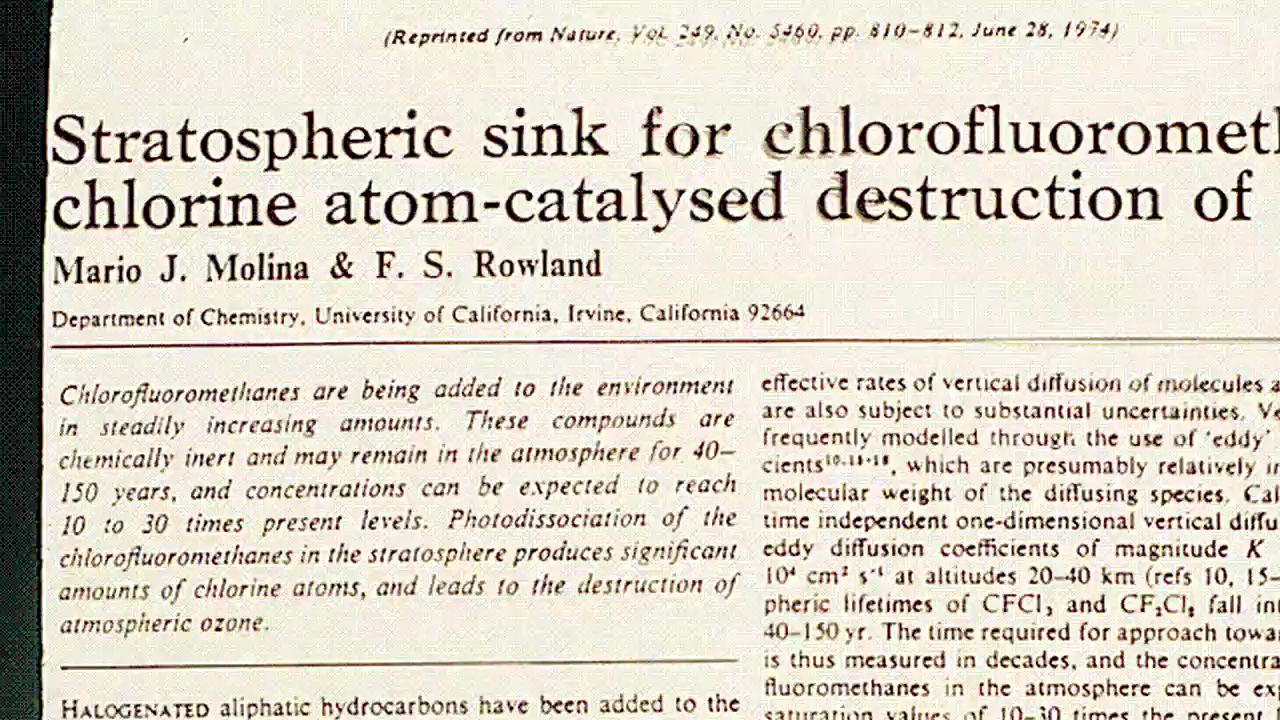 (Reprinted from Nature, Vol. 249, No. 5460, pp. 810–812, June 28, 1974)
Stratospheric sink for
chlorine atom-catalysed destruction of
Mario J. Molina & F. S. Rowland
Department of Chemistry, University of California, Irvine, California 92664
Chlorofluoromethanes are being added to the environment
in steadily increasing amounts. These compounds are
chemically inert and may remain in the atmosphere for 40–
150 years, and concentrations can be expected to reach
10 to 30 times present levels. Photodissociation of the
chlorofluoromethanes in the stratosphere produces significant
amounts of chlorine atoms, and leads to the destruction of
atmospheric ozone.
HALOGENATED aliphatic hydrocarbons have been added to the
effective rates of vertical diffusion of molecules
are also subject to substantial uncertainties.
frequently modelled through the use of 'eddy'
which are presumably relatively
molecular weight of the diffusing species.
time independent one-dimensional vertical
eddy diffusion coefficients of magnitude K
10⁴ cm² s⁻¹ at altitudes 20–40 km (refs 10, 15–
pheric lifetimes of CFCl₃ and CF₂Cl₂ fall
40–150 yr. The time required for approach
is thus measured in decades, and the
fluoromethanes in the atmosphere can be
saturation values of 10–30 times the present